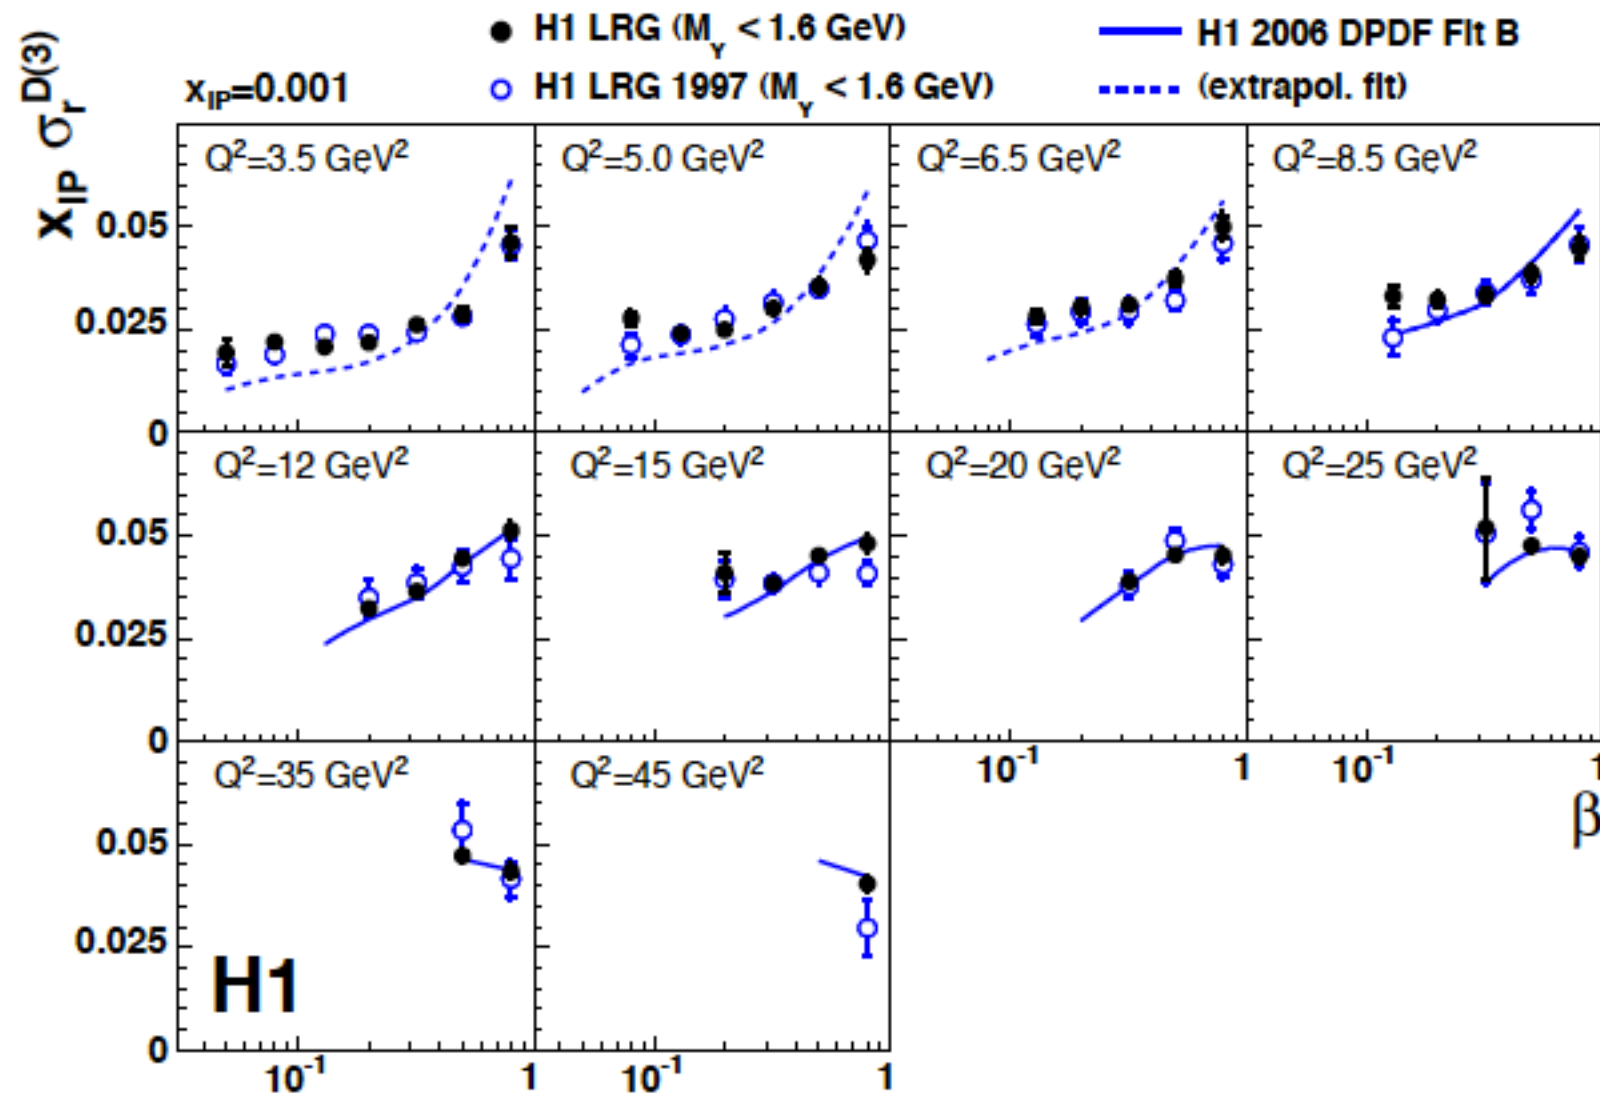 H1 LRG (M_Y < 1.6 GeV) H1 2006 DPDF Fit B
x_IP=0.001 H1 LRG 1997 (M_Y < 1.6 GeV) (extrapol. fit)
x_IP σ_r^D(3)
Q²=3.5 GeV² Q²=5.0 GeV² Q²=6.5 GeV² Q²=8.5 GeV²
0.05
0.025
0
Q²=12 GeV² Q²=15 GeV² Q²=20 GeV² Q²=25 GeV²
0.05
0.025
0
10⁻¹ 1 10⁻¹ 1
β
Q²=35 GeV² Q²=45 GeV²
0.05
0.025
H1
0
10⁻¹ 1 10⁻¹ 1